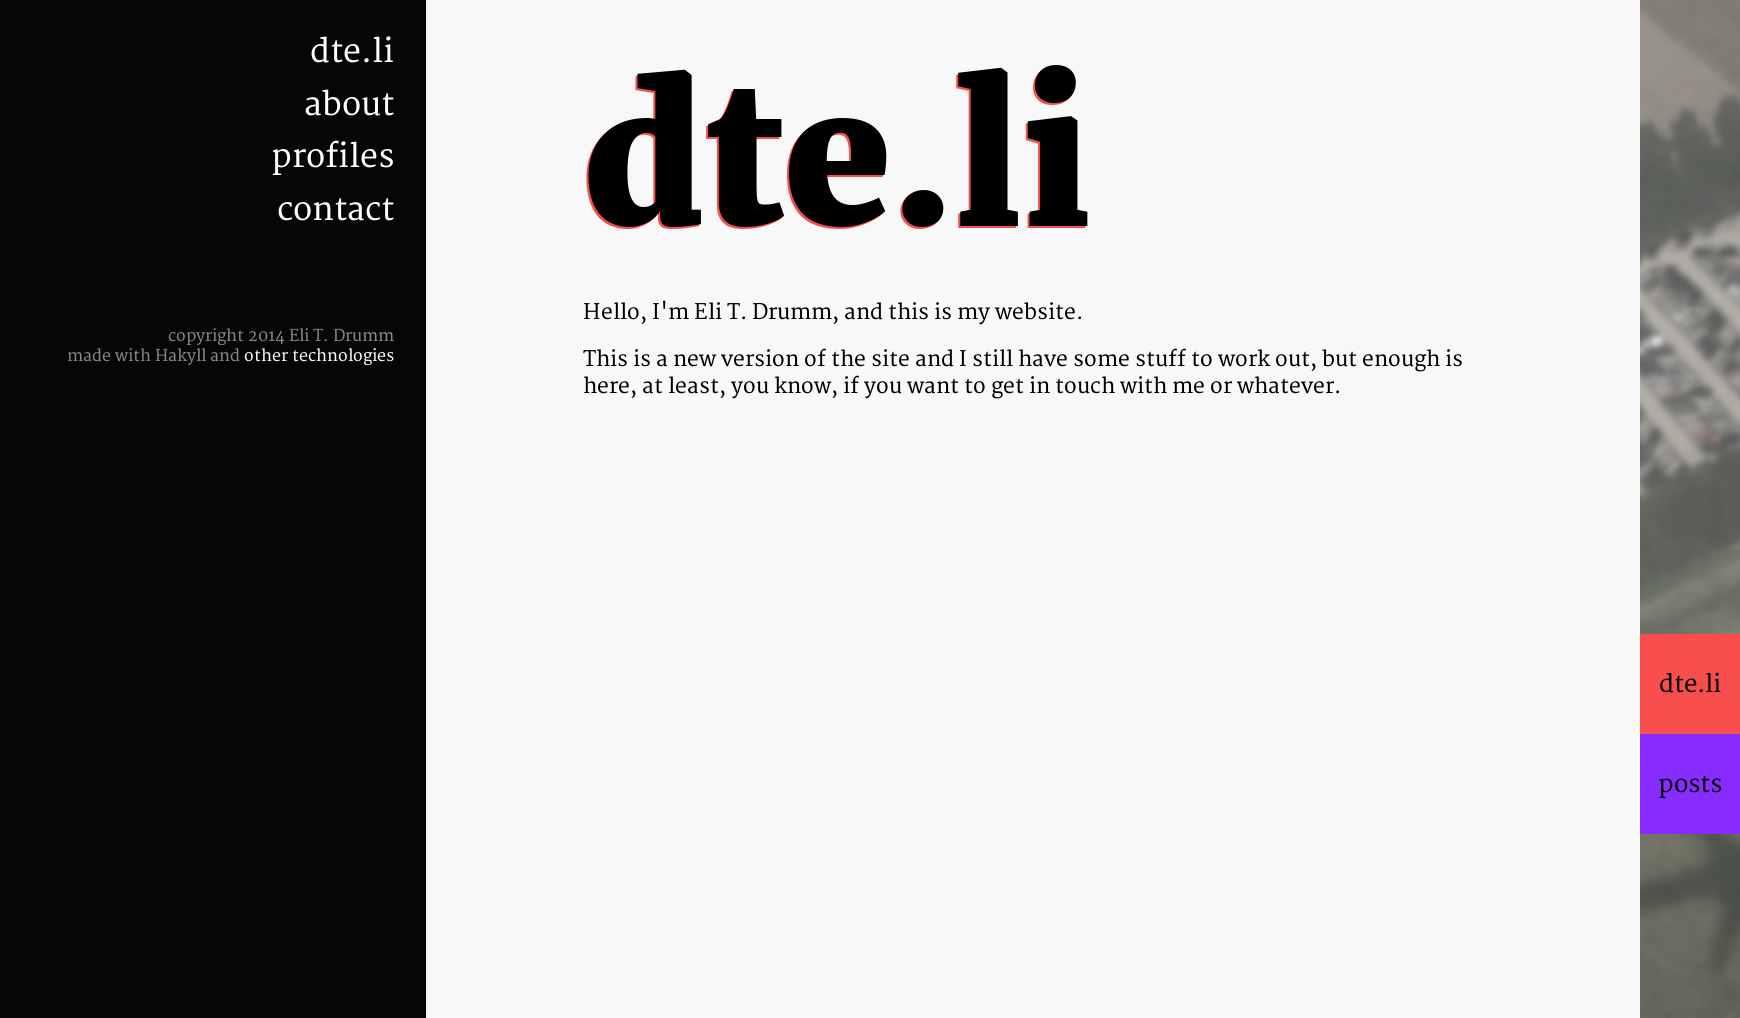 dte.li
about
profiles
contact
copyright 2014 Eli T. Drumm
made with Hakyll and other technologies
dte.li
Hello, I'm Eli T. Drumm, and this is my website.
This is a new version of the site and I still have some stuff to work out, but enough is
here, at least, you know, if you want to get in touch with me or whatever.
dte.li
posts